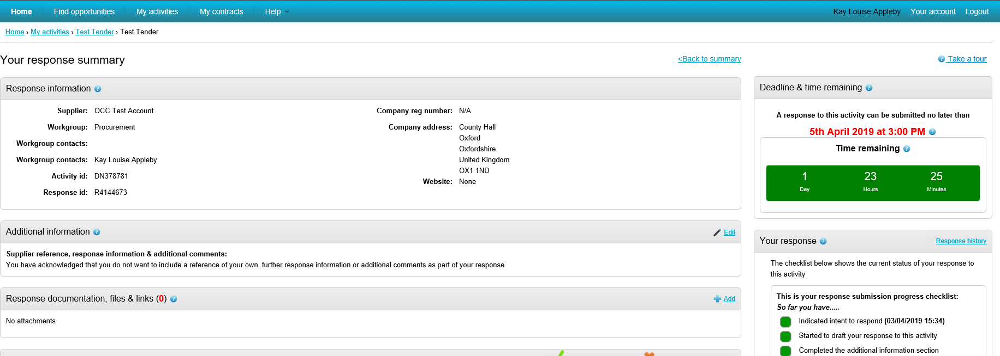 Home Find opportunities My activities My contracts Help Kay Louise Appleby Your account Logout
Home › My activities › Test Tender › Test Tender
Your response summary
<Back to summary
Take a tour
Response information
Supplier: OCC Test Account
Workgroup: Procurement
Workgroup contacts:
Workgroup contacts: Kay Louise Appleby
Activity id: DN378781
Response id: R4144673
Company reg number: N/A
Company address: County Hall
Oxford
Oxfordshire
United Kingdom
OX1 1ND
Website: None
Additional information
Edit
Supplier reference, response information & additional comments:
You have acknowledged that you do not want to include a reference of your own, further response information or additional comments as part of your response
Response documentation, files & links (0)
Add
No attachments
Deadline & time remaining
A response to this activity can be submitted no later than
5th April 2019 at 3:00 PM
Time remaining
1 23 25
Day Hours Minutes
Your response
Response history
The checklist below shows the current status of your response to
this activity
This is your response submission progress checklist:
So far you have.....
Indicated intent to respond (03/04/2019 15:34)
Started to draft your response to this activity
Completed the additional information section